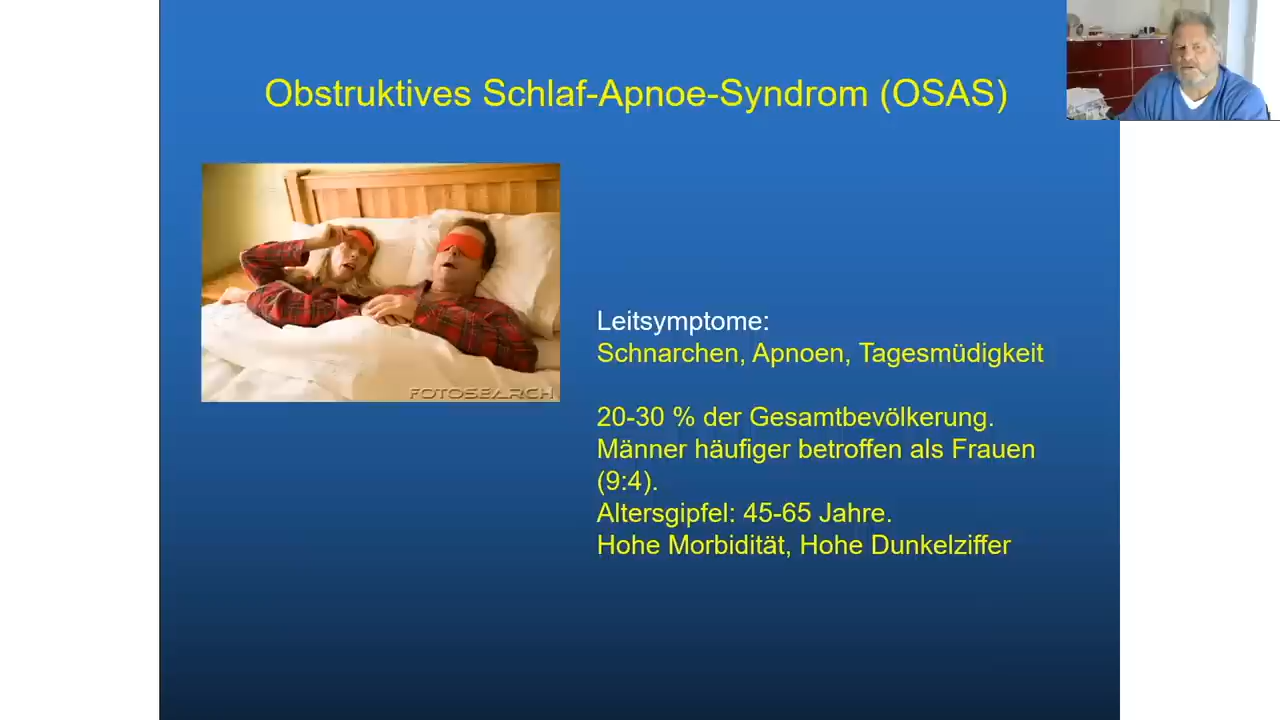 Obstruktives Schlaf-Apnoe-Syndrom (OSAS)
FOTOSEARCH
Leitsymptome:
Schnarchen, Apnoen, Tagesmüdigkeit
20-30 % der Gesamtbevölkerung.
Männer häufiger betroffen als Frauen
(9:4).
Altersgipfel: 45-65 Jahre.
Hohe Morbidität, Hohe Dunkelziffer